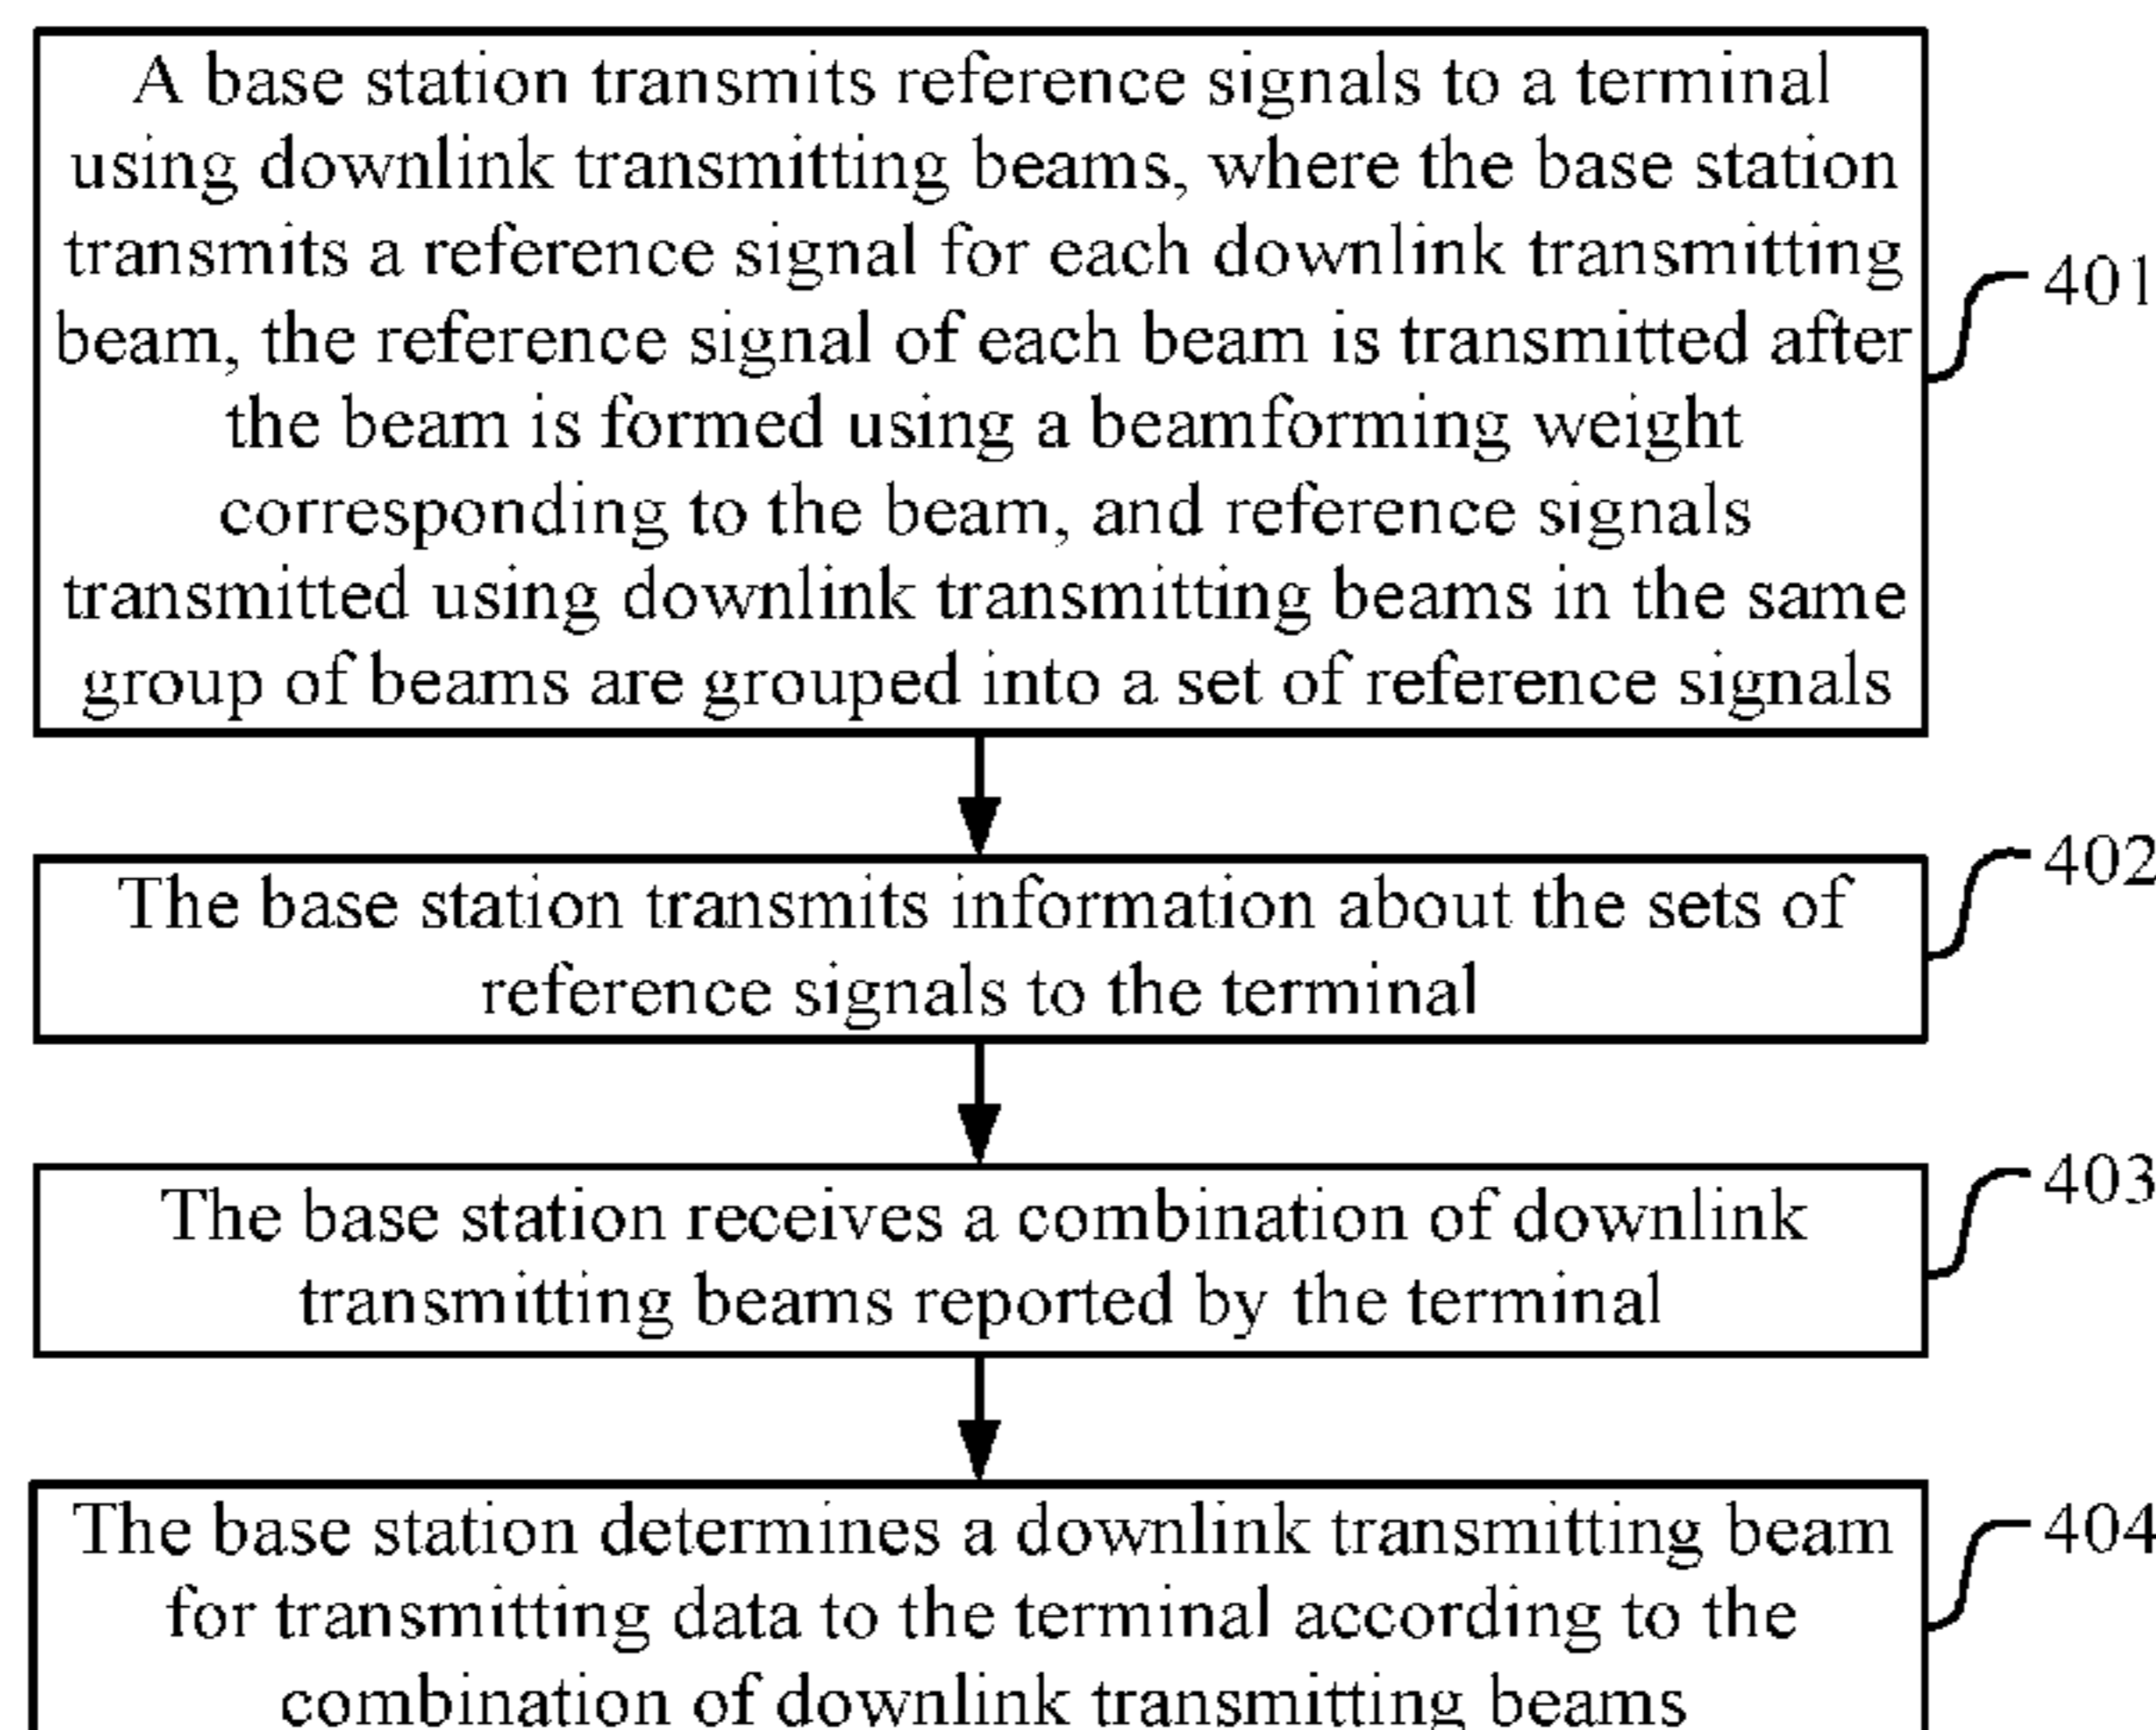 A base station transmits reference signals to a terminal
using downlink transmitting beams, where the base station
transmits a reference signal for each downlink transmitting
beam, the reference signal of each beam is transmitted after
the beam is formed using a beamforming weight
corresponding to the beam, and reference signals
transmitted using downlink transmitting beams in the same
group of beams are grouped into a set of reference signals
401
The base station transmits information about the sets of
reference signals to the terminal
402
The base station receives a combination of downlink
transmitting beams reported by the terminal
403
The base station determines a downlink transmitting beam
for transmitting data to the terminal according to the
combination of downlink transmitting beams
404